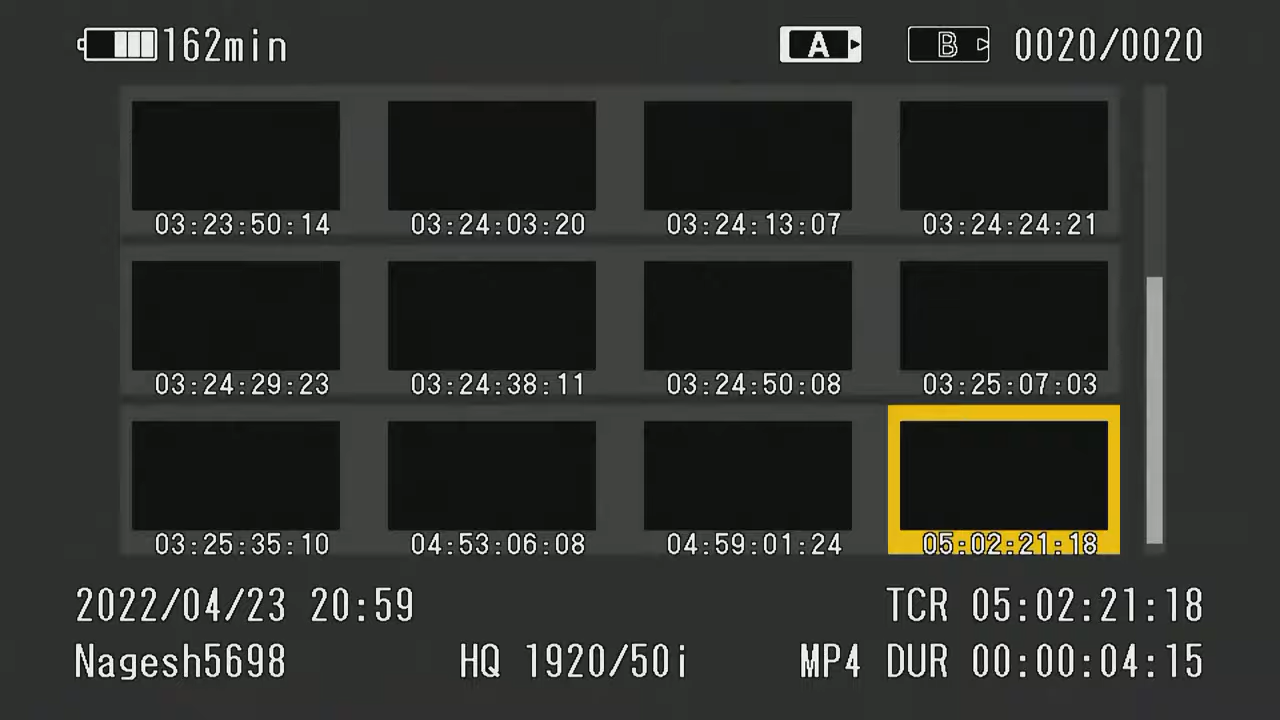 162min A B 0020/0020
03:23:50:14 03:24:03:20 03:24:13:07 03:24:24:21
03:24:29:23 03:24:38:11 03:24:50:08 03:25:07:03
03:25:35:10 04:53:06:08 04:59:01:24 05:02:21:18
2022/04/23 20:59 TCR 05:02:21:18
Nagesh5698 HQ 1920/50i MP4 DUR 00:00:04:15